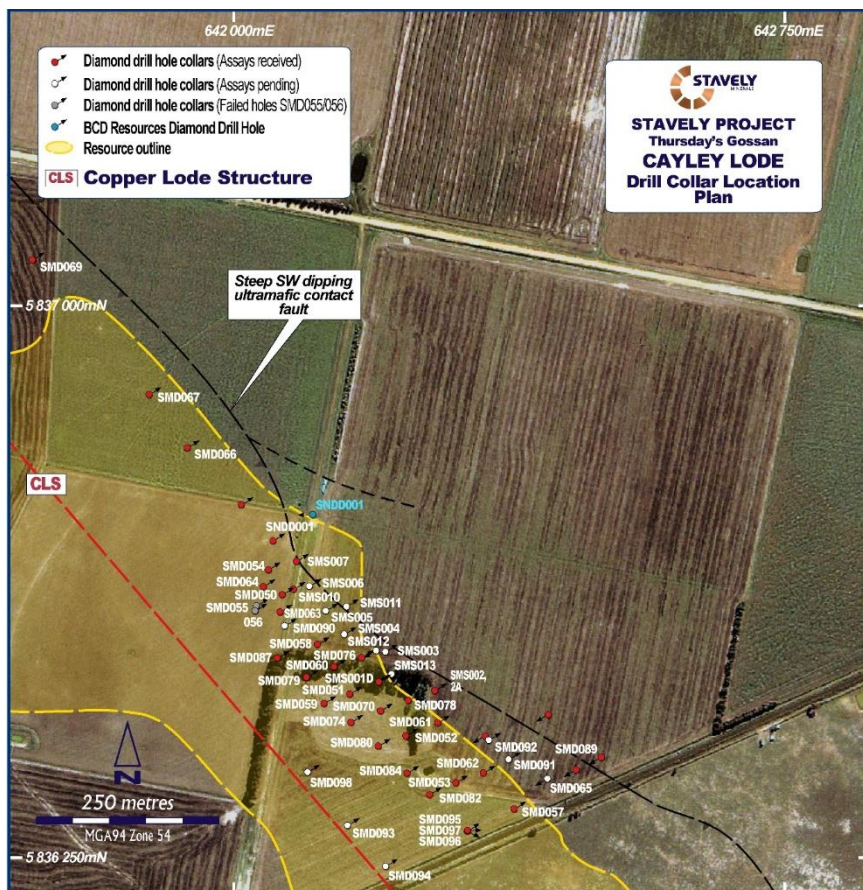 642 000mE
642 750mE
Diamond drill hole collars (Assays received)
Diamond drill hole collars (Assays pending)
Diamond drill hole collars (Failed holes SMD055/056)
BCD Resources Diamond Drill Hole
Resource outline
CLS Copper Lode Structure
STAVELY
MINERALS
STAVELY PROJECT
Thursday's Gossan
CAYLEY LODE
Drill Collar Location
Plan
SMD069
5 837 000mN
Steep SW dipping
ultramafic contact
fault
SMD067
SMD066
CLS
SNDD001
SNDD001
SMS007
SMD054
SMD064
SMS006
SMD050
SMS010
SMS011
SMD055
056
SMD063
SMS005
SMD090
SMS004
SMD058
SMS012
SMS003
SMD087
SMD076
SMD060
SMS013
SMD079
SMS001D
SMS002,
2A
SMD051
SMD059
SMD070
SMD078
SMD074
SMD061
SMD052
SMD080
SMD092
SMD089
SMD062
SMD091
SMD098
SMD084
SMD053
SMD065
SMD082
SMD057
SMD095
SMD097
SMD096
SMD093
SMD094
N
250 metres
MGA94 Zone 54
5 836 250mN